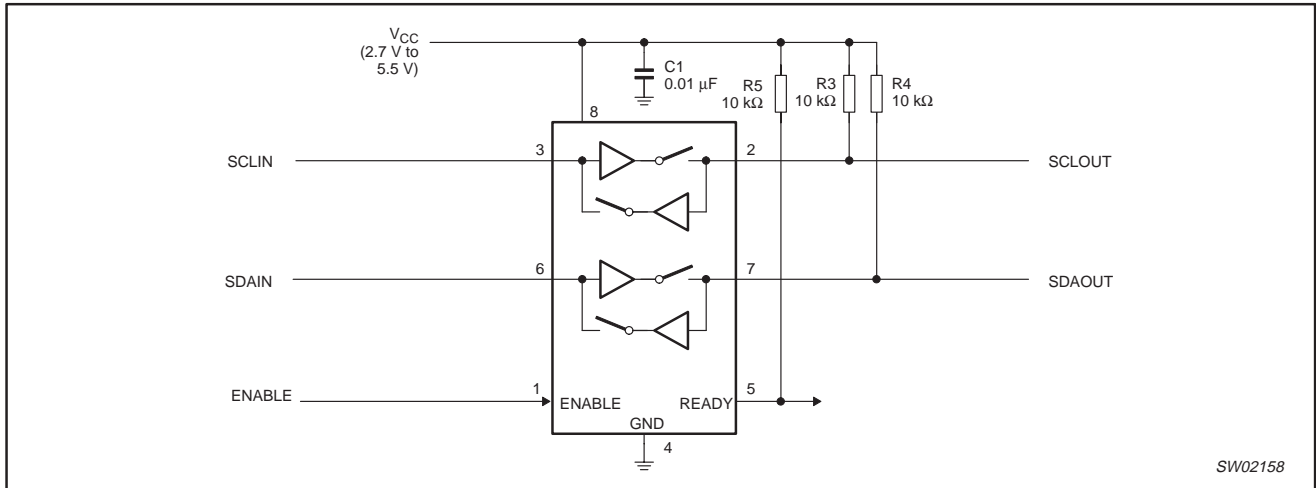 V_CC
(2.7 V to
5.5 V)
C1
0.01 μF
R5
10 kΩ
R3
10 kΩ
R4
10 kΩ
8
SCLIN
3
2
SCLOUT
SDAIN
6
7
SDAOUT
ENABLE
1
ENABLE
READY
5
GND
4
SW02158